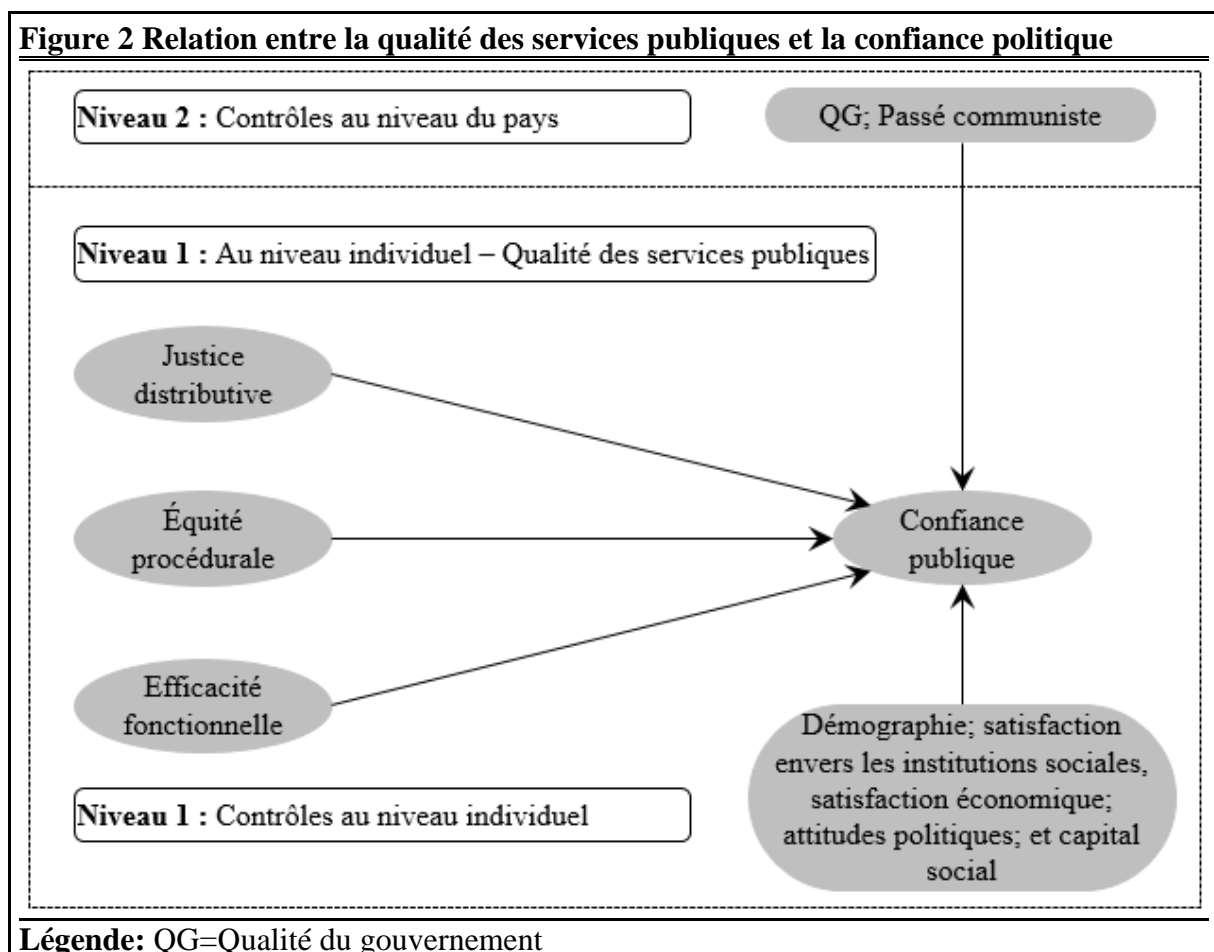 Figure 2 Relation entre la qualité des services publiques et la confiance politique
Niveau 2 : Contrôles au niveau du pays
QG; Passé communiste
Niveau 1 : Au niveau individuel – Qualité des services publiques
Justice
distributive
Équité
procédurale
Confiance
publique
Efficacité
fonctionnelle
Démographie; satisfaction
envers les institutions sociales,
satisfaction économique;
attitudes politiques; et capital
social
Niveau 1 : Contrôles au niveau individuel
Légende: QG=Qualité du gouvernement